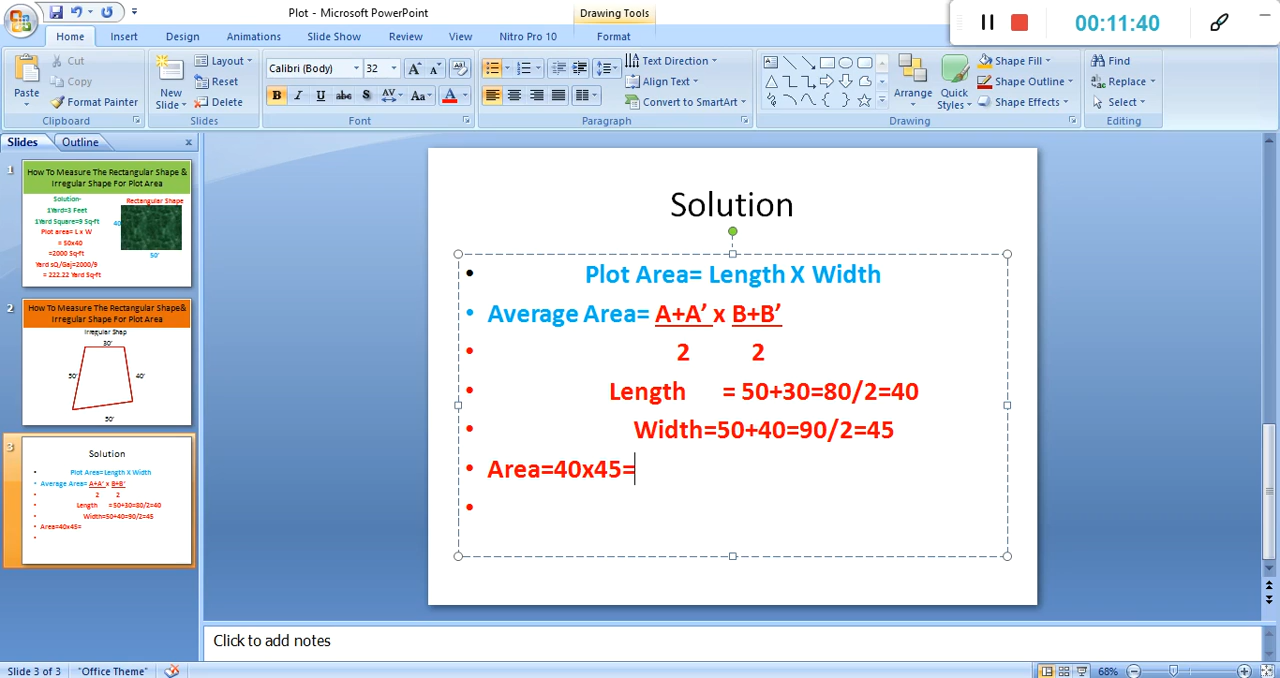 Plot - Microsoft PowerPoint
Drawing Tools
00:11:40
Home Insert Design Animations Slide Show Review View Nitro Pro 10 Format
Paste
Cut
Copy
Format Painter
Clipboard
New Slide
Layout
Reset
Delete
Slides
Calibri (Body) 32
B I U abc S AV Aa A
Font
Text Direction
Align Text
Convert to SmartArt
Paragraph
Arrange
Quick Styles
Shape Fill
Shape Outline
Shape Effects
Drawing
Find
Replace
Select
Editing
Slides Outline
1
How To Measure The Rectangular Shape &
Irregular Shape For Plot Area
Solution-
1Yard=3 Feet
1Yard Square=9 Sq-ft
Plot area= L x W
= 50x40
=2000 Sq-ft
Yard sQ/Gaj=2000/9
= 222.22 Yard Sq-ft
Rectangular Shape
40'
50'
2
How To Measure The Rectangular Shape&
Irregular Shape For Plot Area
Irregular Shap
30'
50'
40'
50'
3
Solution
• Plot Area= Length X Width
• Average Area= A+A' x B+B'
• 2 2
• Length = 50+30=80/2=40
• Width=50+40=90/2=45
• Area=40x45=
Solution
• Plot Area= Length X Width
• Average Area= A+A’ x B+B’
• 2 2
• Length = 50+30=80/2=40
• Width=50+40=90/2=45
• Area=40x45=
Click to add notes
Slide 3 of 3 "Office Theme" 68%